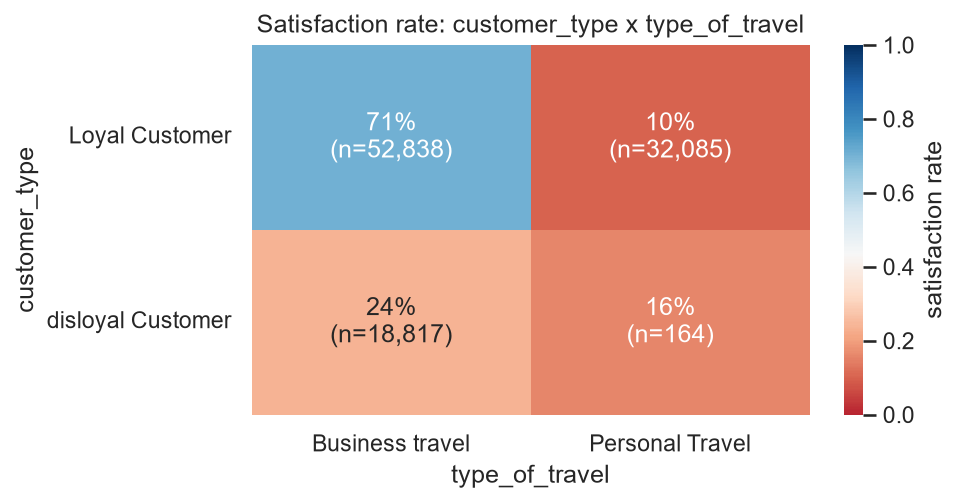 Satisfaction rate: customer_type x type_of_travel
customer_type
Loyal Customer
disloyal Customer
71%
(n=52,838)
10%
(n=32,085)
24%
(n=18,817)
16%
(n=164)
Business travel
Personal Travel
type_of_travel
1.0
0.8
0.6
0.4
0.2
0.0
satisfaction rate